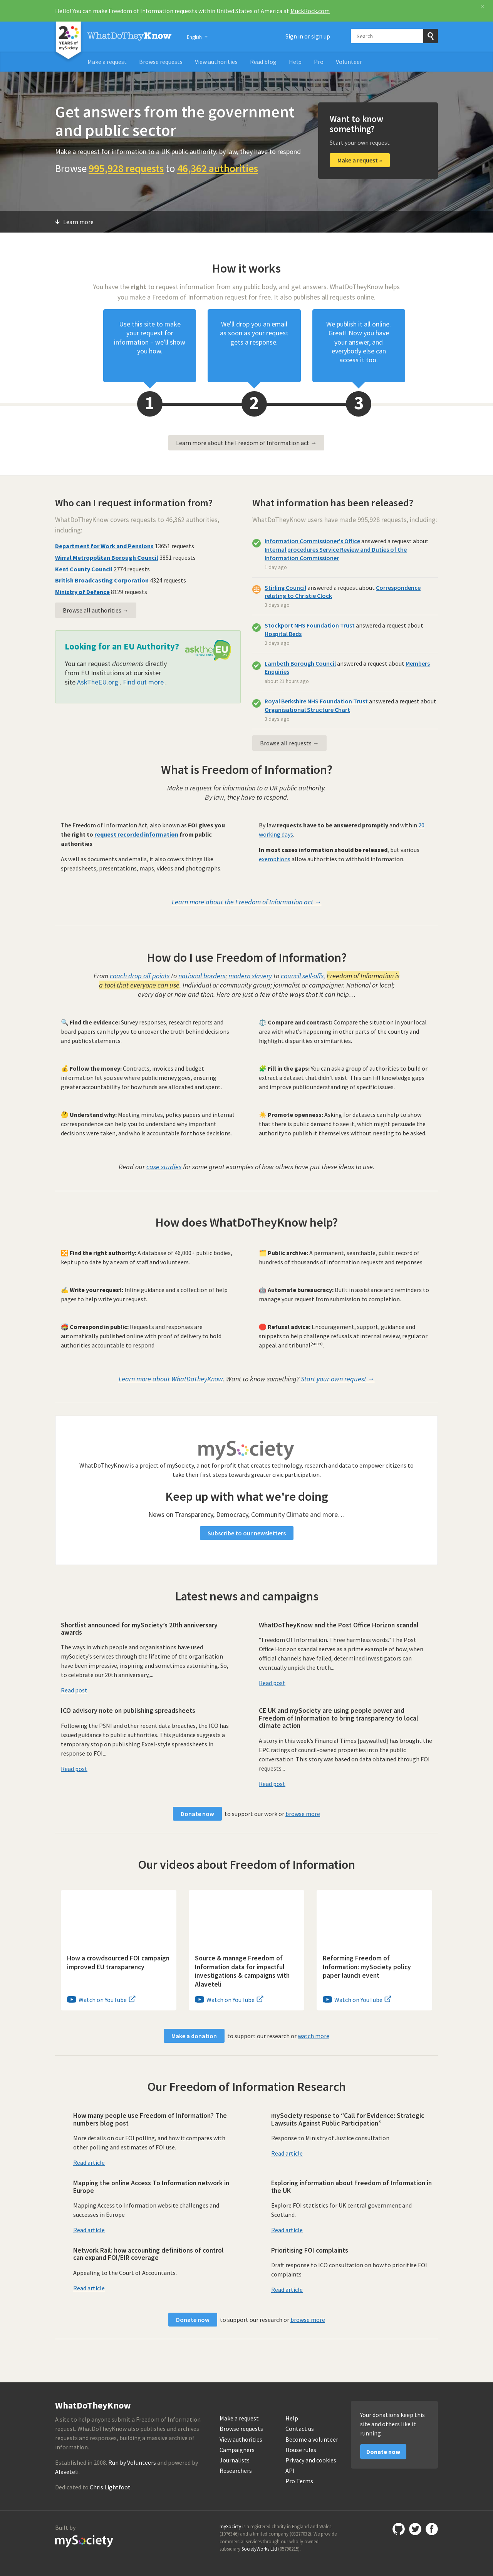 Hello! You can make Freedom of Information requests within United States of America at MuckRock.com
20 YEARS of my S.ciety
WhatDoTheyKnow
English
Sign in or sign up
Search
Make a request
Browse requests
View authorities
Read blog
Help
Pro
Volunteer
Get answers from the government
and public sector
Make a request for information to a UK public authority: by law, they have to respond
Browse 995,928 requests to 46,362 authorities
Want to know
something?
Start your own request
Make a request »
Learn more
How it works
You have the right to request information from any public body, and get answers. WhatDoTheyKnow helps
you make a Freedom of Information request for free. It also publishes all requests online.
Use this site to make
your request for
information – we'll show
you how.
We'll drop you an email
as soon as your request
gets a response.
We publish it all online.
Great! Now you have
your answer, and
everybody else can
access it too.
1
2
3
Learn more about the Freedom of Information act →
Who can I request information from?
WhatDoTheyKnow covers requests to 46,362 authorities,
including:
Department for Work and Pensions 13651 requests
Wirral Metropolitan Borough Council 3851 requests
Kent County Council 2774 requests
British Broadcasting Corporation 4324 requests
Ministry of Defence 8129 requests
Browse all authorities →
Looking for an EU Authority?
asktheEU
You can request documents directly
from EU Institutions at our sister
site AskTheEU.org . Find out more .
What information has been released?
WhatDoTheyKnow users have made 995,928 requests, including:
Information Commissioner's Office answered a request about
Internal procedures Service Review and Duties of the
Information Commissioner
1 day ago
Stirling Council answered a request about Correspondence
relating to Christie Clock
3 days ago
Stockport NHS Foundation Trust answered a request about
Hospital Beds
2 days ago
Lambeth Borough Council answered a request about Members
Enquiries
about 21 hours ago
Royal Berkshire NHS Foundation Trust answered a request about
Organisational Structure Chart
3 days ago
Browse all requests →
What is Freedom of Information?
Make a request for information to a UK public authority.
By law, they have to respond.
The Freedom of Information Act, also known as FOI gives you
the right to request recorded information from public
authorities.
As well as documents and emails, it also covers things like
spreadsheets, presentations, maps, videos and photographs.
By law requests have to be answered promptly and within 20
working days.
In most cases information should be released, but various
exemptions allow authorities to withhold information.
Learn more about the Freedom of Information act →
How do I use Freedom of Information?
From coach drop off points to national borders; modern slavery to council sell-offs, Freedom of Information is
a tool that everyone can use. Individual or community group; journalist or campaigner. National or local;
every day or now and then. Here are just a few of the ways that it can help…
🔍 Find the evidence: Survey responses, research reports and
board papers can help you to uncover the truth behind decisions
and public statements.
⚖️ Compare and contrast: Compare the situation in your local
area with what's happening in other parts of the country and
highlight disparities or similarities.
💰 Follow the money: Contracts, invoices and budget
information let you see where public money goes, ensuring
greater accountability for how funds are allocated and spent.
🧩 Fill in the gaps: You can ask a group of authorities to build or
extract a dataset that didn't exist. This can fill knowledge gaps
and improve public understanding of specific issues.
🤔 Understand why: Meeting minutes, policy papers and internal
correspondence can help you to understand why important
decisions were taken, and who is accountable for those decisions.
☀️ Promote openness: Asking for datasets can help to show
that there is public demand to see it, which might persuade the
authority to publish it themselves without needing to be asked.
Read our case studies for some great examples of how others have put these ideas to use.
How does WhatDoTheyKnow help?
Find the right authority: A database of 46,000+ public bodies,
kept up to date by a team of staff and volunteers.
🗂️ Public archive: A permanent, searchable, public record of
hundreds of thousands of information requests and responses.
✍️ Write your request: Inline guidance and a collection of help
pages to help write your request.
🤖 Automate bureaucracy: Built in assistance and reminders to
manage your request from submission to completion.
Correspond in public: Requests and responses are
automatically published online with proof of delivery to hold
authorities accountable to respond.
🛑 Refusal advice: Encouragement, support, guidance and
snippets to help challenge refusals at internal review, regulator
appeal and tribunal(soon).
Learn more about WhatDoTheyKnow. Want to know something? Start your own request →
mySociety
WhatDoTheyKnow is a project of mySociety, a not for profit that creates technology, research and data to empower citizens to
take their first steps towards greater civic participation.
Keep up with what we're doing
News on Transparency, Democracy, Community Climate and more…
Subscribe to our newsletters
Latest news and campaigns
Shortlist announced for mySociety's 20th anniversary
awards
The ways in which people and organisations have used
mySociety's services through the lifetime of the organisation
have been impressive, inspiring and sometimes astonishing. So,
to celebrate our 20th anniversary,...
Read post
WhatDoTheyKnow and the Post Office Horizon scandal
"Freedom Of Information. Three harmless words." The Post
Office Horizon scandal serves as a prime example of how, when
official channels have failed, determined investigators can
eventually unpick the truth...
Read post
ICO advisory note on publishing spreadsheets
Following the PSNI and other recent data breaches, the ICO has
issued guidance to public authorities. This guidance suggests a
temporary stop on publishing Excel-style spreadsheets in
response to FOI...
Read post
CE UK and mySociety are using people power and
Freedom of Information to bring transparency to local
climate action
A story in this week's Financial Times [paywalled] has brought the
EPC ratings of council-owned properties into the public
conversation. This story was based on data obtained through FOI
requests...
Read post
Donate now to support our work or browse more
Our videos about Freedom of Information
How a crowdsourced FOI campaign
improved EU transparency
Watch on YouTube
Source & manage Freedom of
Information data for impactful
investigations & campaigns with
Alaveteli
Watch on YouTube
Reforming Freedom of
Information: mySociety policy
paper launch event
Watch on YouTube
Make a donation to support our research or watch more
Our Freedom of Information Research
How many people use Freedom of Information? The
numbers blog post
More details on our FOI polling, and how it compares with
other polling and estimates of FOI use.
Read article
mySociety response to "Call for Evidence: Strategic
Lawsuits Against Public Participation"
Response to Ministry of Justice consultation
Read article
Mapping the online Access To Information network in
Europe
Mapping Access to Information website challenges and
successes in Europe
Read article
Exploring information about Freedom of Information in
the UK
Explore FOI statistics for UK central government and
Scotland.
Read article
Network Rail: how accounting definitions of control
can expand FOI/EIR coverage
Appealing to the Court of Accountants.
Read article
Prioritising FOI complaints
Draft response to ICO consultation on how to prioritise FOI
complaints
Read article
Donate now to support our research or browse more
WhatDoTheyKnow
A site to help anyone submit a Freedom of Information
request. WhatDoTheyKnow also publishes and archives
requests and responses, building a massive archive of
information.
Established in 2008. Run by Volunteers and powered by
Alaveteli.
Dedicated to Chris Lightfoot.
Make a request
Browse requests
View authorities
Campaigners
Journalists
Researchers
Help
Contact us
Become a volunteer
House rules
Privacy and cookies
API
Pro Terms
Your donations keep this
site and others like it
running
Donate now
Built by
mySociety
mySociety is a registered charity in England and Wales
(1076346) and a limited company (03277032). We provide
commercial services through our wholly owned
subsidiary SocietyWorks Ltd (05798215).